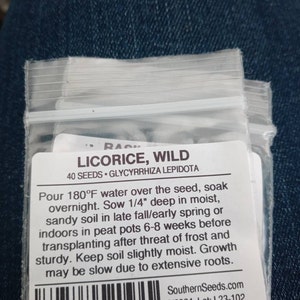 LICORICE, WILD
40 SEEDS • GLYCYRRHIZA LEPIDOTA
Pour 180°F water over the seed, soak
overnight. Sow 1/4" deep in moist,
sandy soil in late fall/early spring or
indoors in peat pots 6-8 weeks before
transplanting after threat of frost and
sturdy. Keep soil slightly moist. Growth
may be slow due to extensive roots.
SouthernSeeds.com